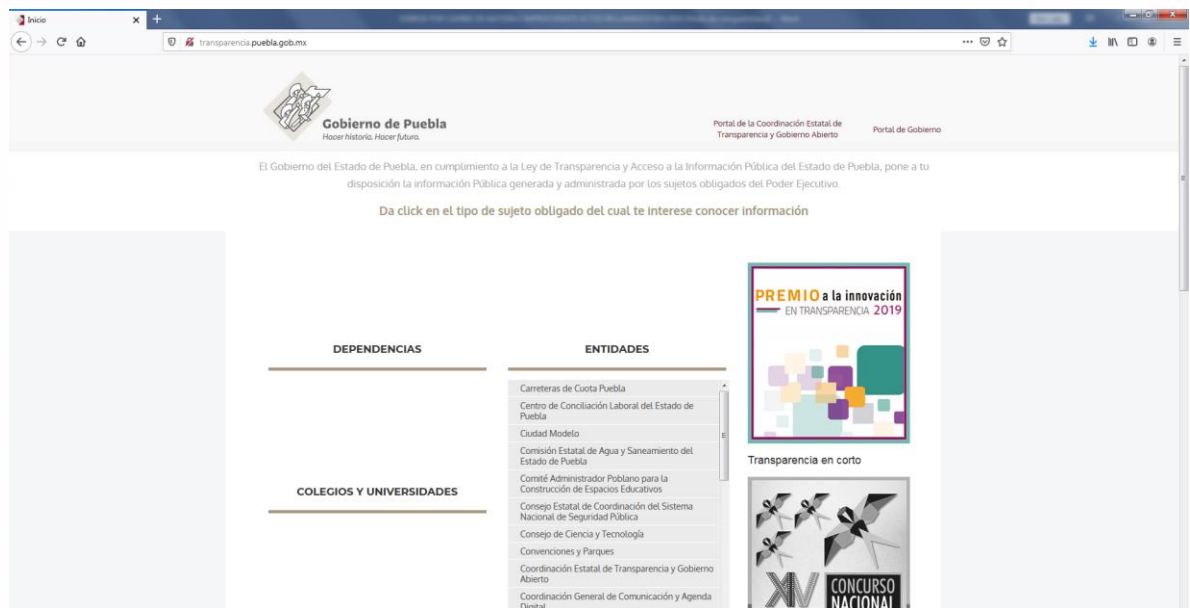 Inicio
transparencia.puebla.gob.mx
Gobierno de Puebla
Hacer historia. Hacer futuro.
Portal de la Coordinación Estatal de
Transparencia y Gobierno Abierto
Portal de Gobierno
El Gobierno del Estado de Puebla, en cumplimiento a la Ley de Transparencia y Acceso a la Información Pública del Estado de Puebla, pone a tu
disposición la información Pública generada y administrada por los sujetos obligados del Poder Ejecutivo.
Da click en el tipo de sujeto obligado del cual te interese conocer información
DEPENDENCIAS
COLEGIOS Y UNIVERSIDADES
ENTIDADES
Carreteras de Cuota Puebla
Centro de Conciliación Laboral del Estado de
Puebla
Ciudad Modelo
Comisión Estatal de Agua y Saneamiento del
Estado de Puebla
Comité Administrador Poblano para la
Construcción de Espacios Educativos
Consejo Estatal de Coordinación del Sistema
Nacional de Seguridad Pública
Consejo de Ciencia y Tecnología
Convenciones y Parques
Coordinación Estatal de Transparencia y Gobierno
Abierto
Coordinación General de Comunicación y Agenda
Digital
PREMIO a la innovación
EN TRANSPARENCIA 2019
Transparencia en corto
XIV CONCURSO
NACIONAL